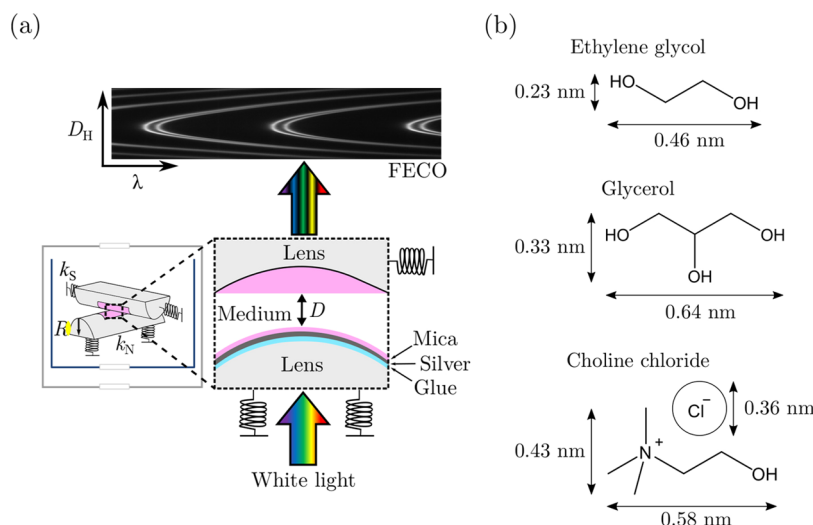 (a)
D_H
λ
FECO
k_S
R
k_N
Lens
Medium
D
Mica
Silver
Glue
Lens
White light
(b)
Ethylene glycol
0.23 nm
HO
OH
0.46 nm
Glycerol
0.33 nm
HO
OH
OH
0.64 nm
Choline chloride
Cl⁻
0.36 nm
0.43 nm
N⁺
OH
0.58 nm